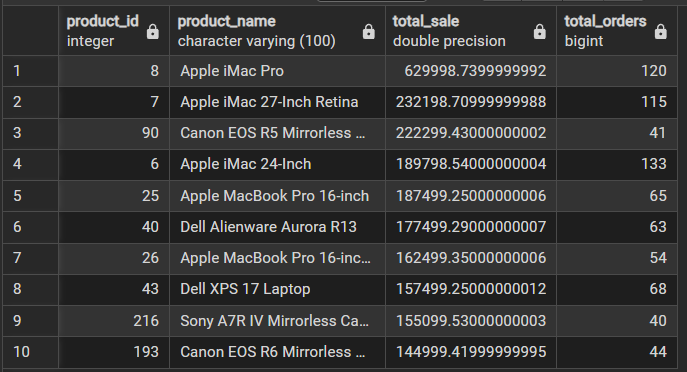 product_id product_name total_sale total_orders
integer character varying (100) double precision bigint
1 8 Apple iMac Pro 629998.7399999992 120
2 7 Apple iMac 27-Inch Retina 232198.70999999988 115
3 90 Canon EOS R5 Mirrorless ... 222299.43000000002 41
4 6 Apple iMac 24-Inch 189798.54000000004 133
5 25 Apple MacBook Pro 16-inch 187499.25000000006 65
6 40 Dell Alienware Aurora R13 177499.29000000007 63
7 26 Apple MacBook Pro 16-inc... 162499.35000000006 54
8 43 Dell XPS 17 Laptop 157499.25000000012 68
9 216 Sony A7R IV Mirrorless Ca... 155099.53000000003 40
10 193 Canon EOS R6 Mirrorless ... 144999.41999999995 44